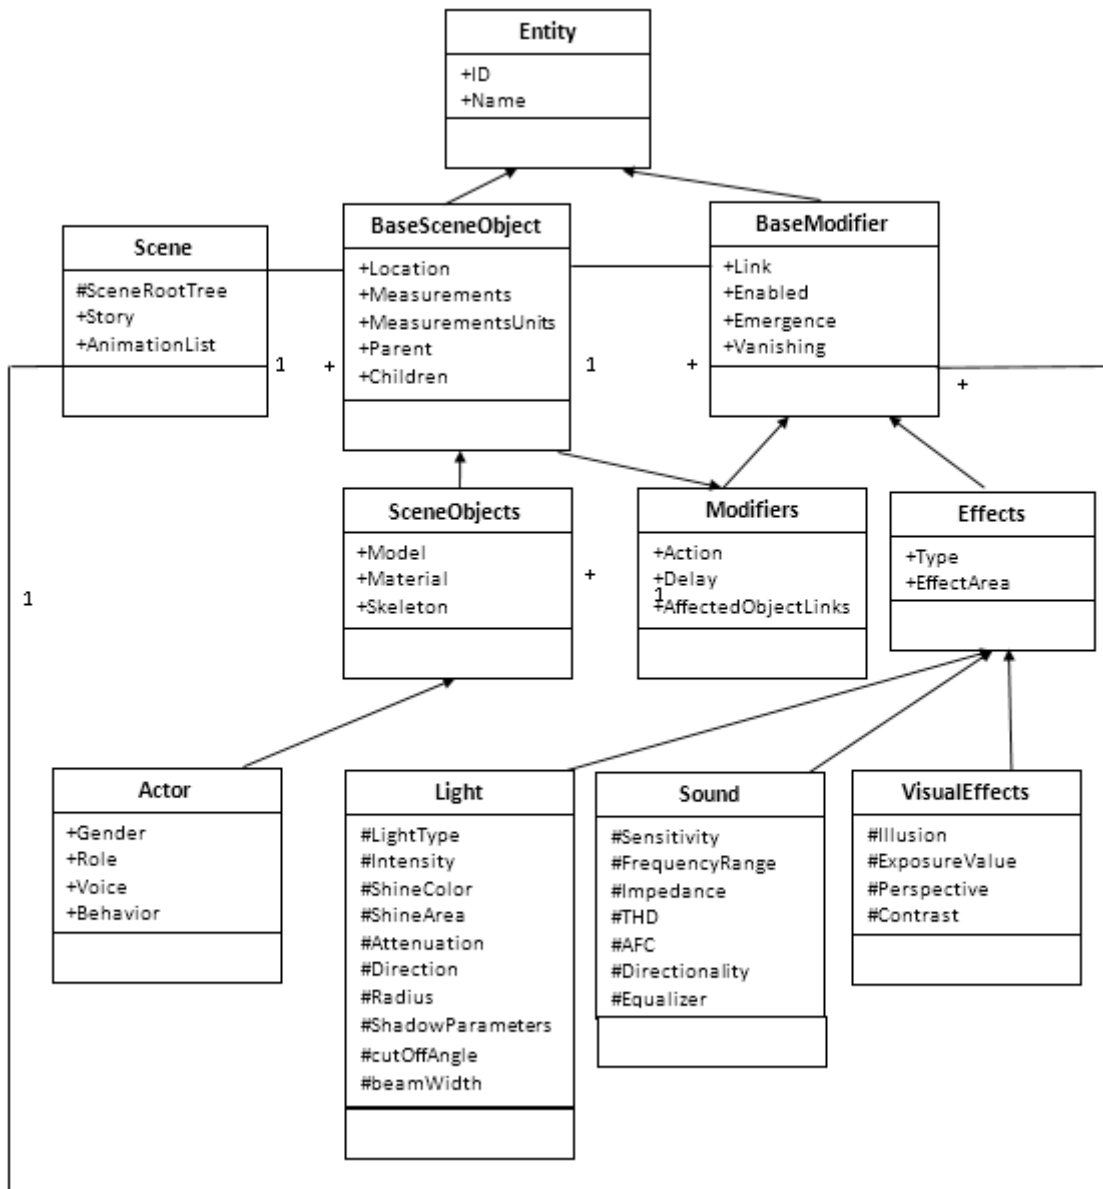 Entity
+ID
+Name
BaseSceneObject
+Location
+Measurements
+MeasurementsUnits
+Parent
+Children
BaseModifier
+Link
+Enabled
+Emergence
+Vanishing
Scene
#SceneRootTree
+Story
+AnimationList
1
+
1
+
+
SceneObjects
+Model
+Material
+Skeleton
+
Modifiers
+Action
+Delay
1
+AffectedObjectLinks
Effects
+Type
+EffectArea
1
Actor
+Gender
+Role
+Voice
+Behavior
Light
#LightType
#Intensity
#ShineColor
#ShineArea
#Attenuation
#Direction
#Radius
#ShadowParameters
#cutOffAngle
#beamWidth
Sound
#Sensitivity
#FrequencyRange
#Impedance
#THD
#AFC
#Directionality
#Equalizer
VisualEffects
#Illusion
#ExposureValue
#Perspective
#Contrast